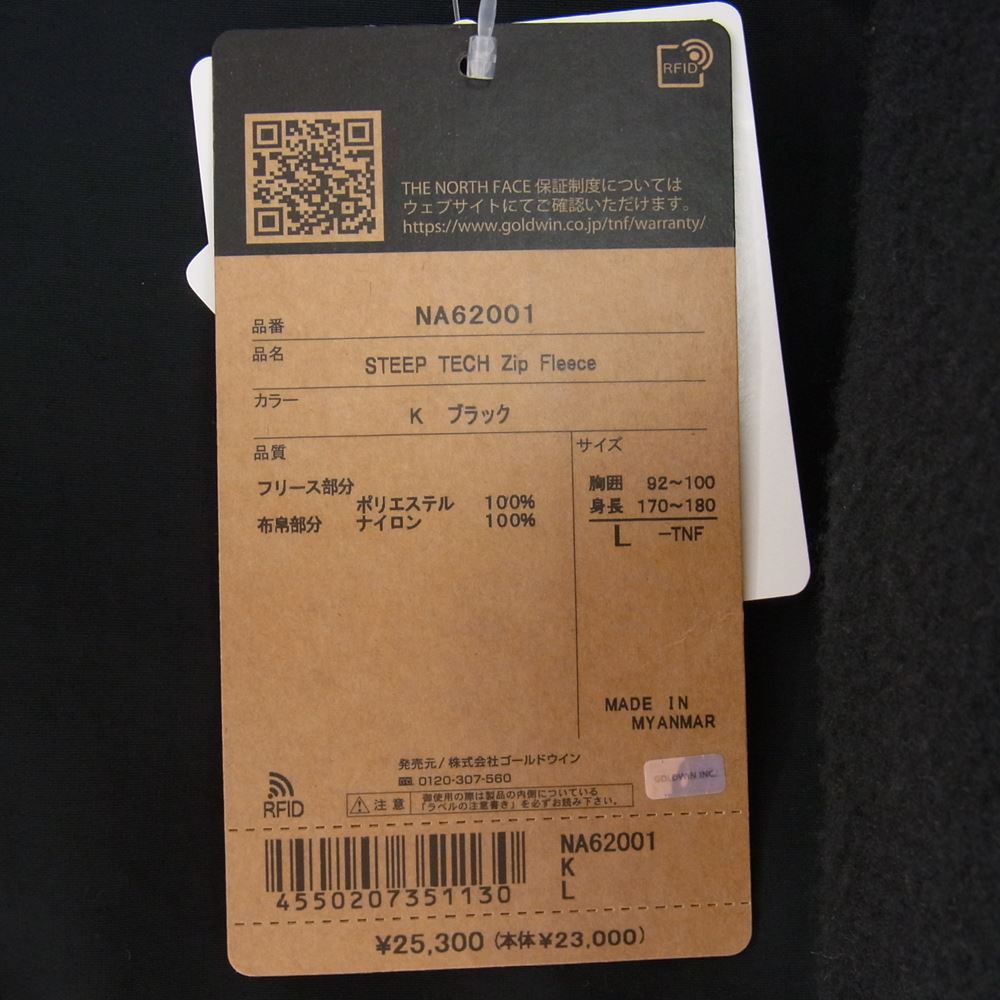 RFID
THE NORTH FACE 保証制度については
ウェブサイトにてご確認いただけます。
https://www.goldwin.co.jp/tnf/warranty/
品番 NA62001
品名 STEEP TECH Zip Fleece
カラー K ブラック
品質
フリース部分
ポリエステル 100%
布帛部分 ナイロン 100%
サイズ
胸囲 92～100
身長 170～180
L -TNF
MADE IN
MYANMAR
発売元/株式会社ゴールドウイン
0120-307-560
GOLDWIN INC.
RFID
注意 御使用の際は製品の内側についている
「ラベルの注意書き」を必ずお読み下さい。
4550207351130
NA62001
K
L
¥25,300 (本体¥23,000)